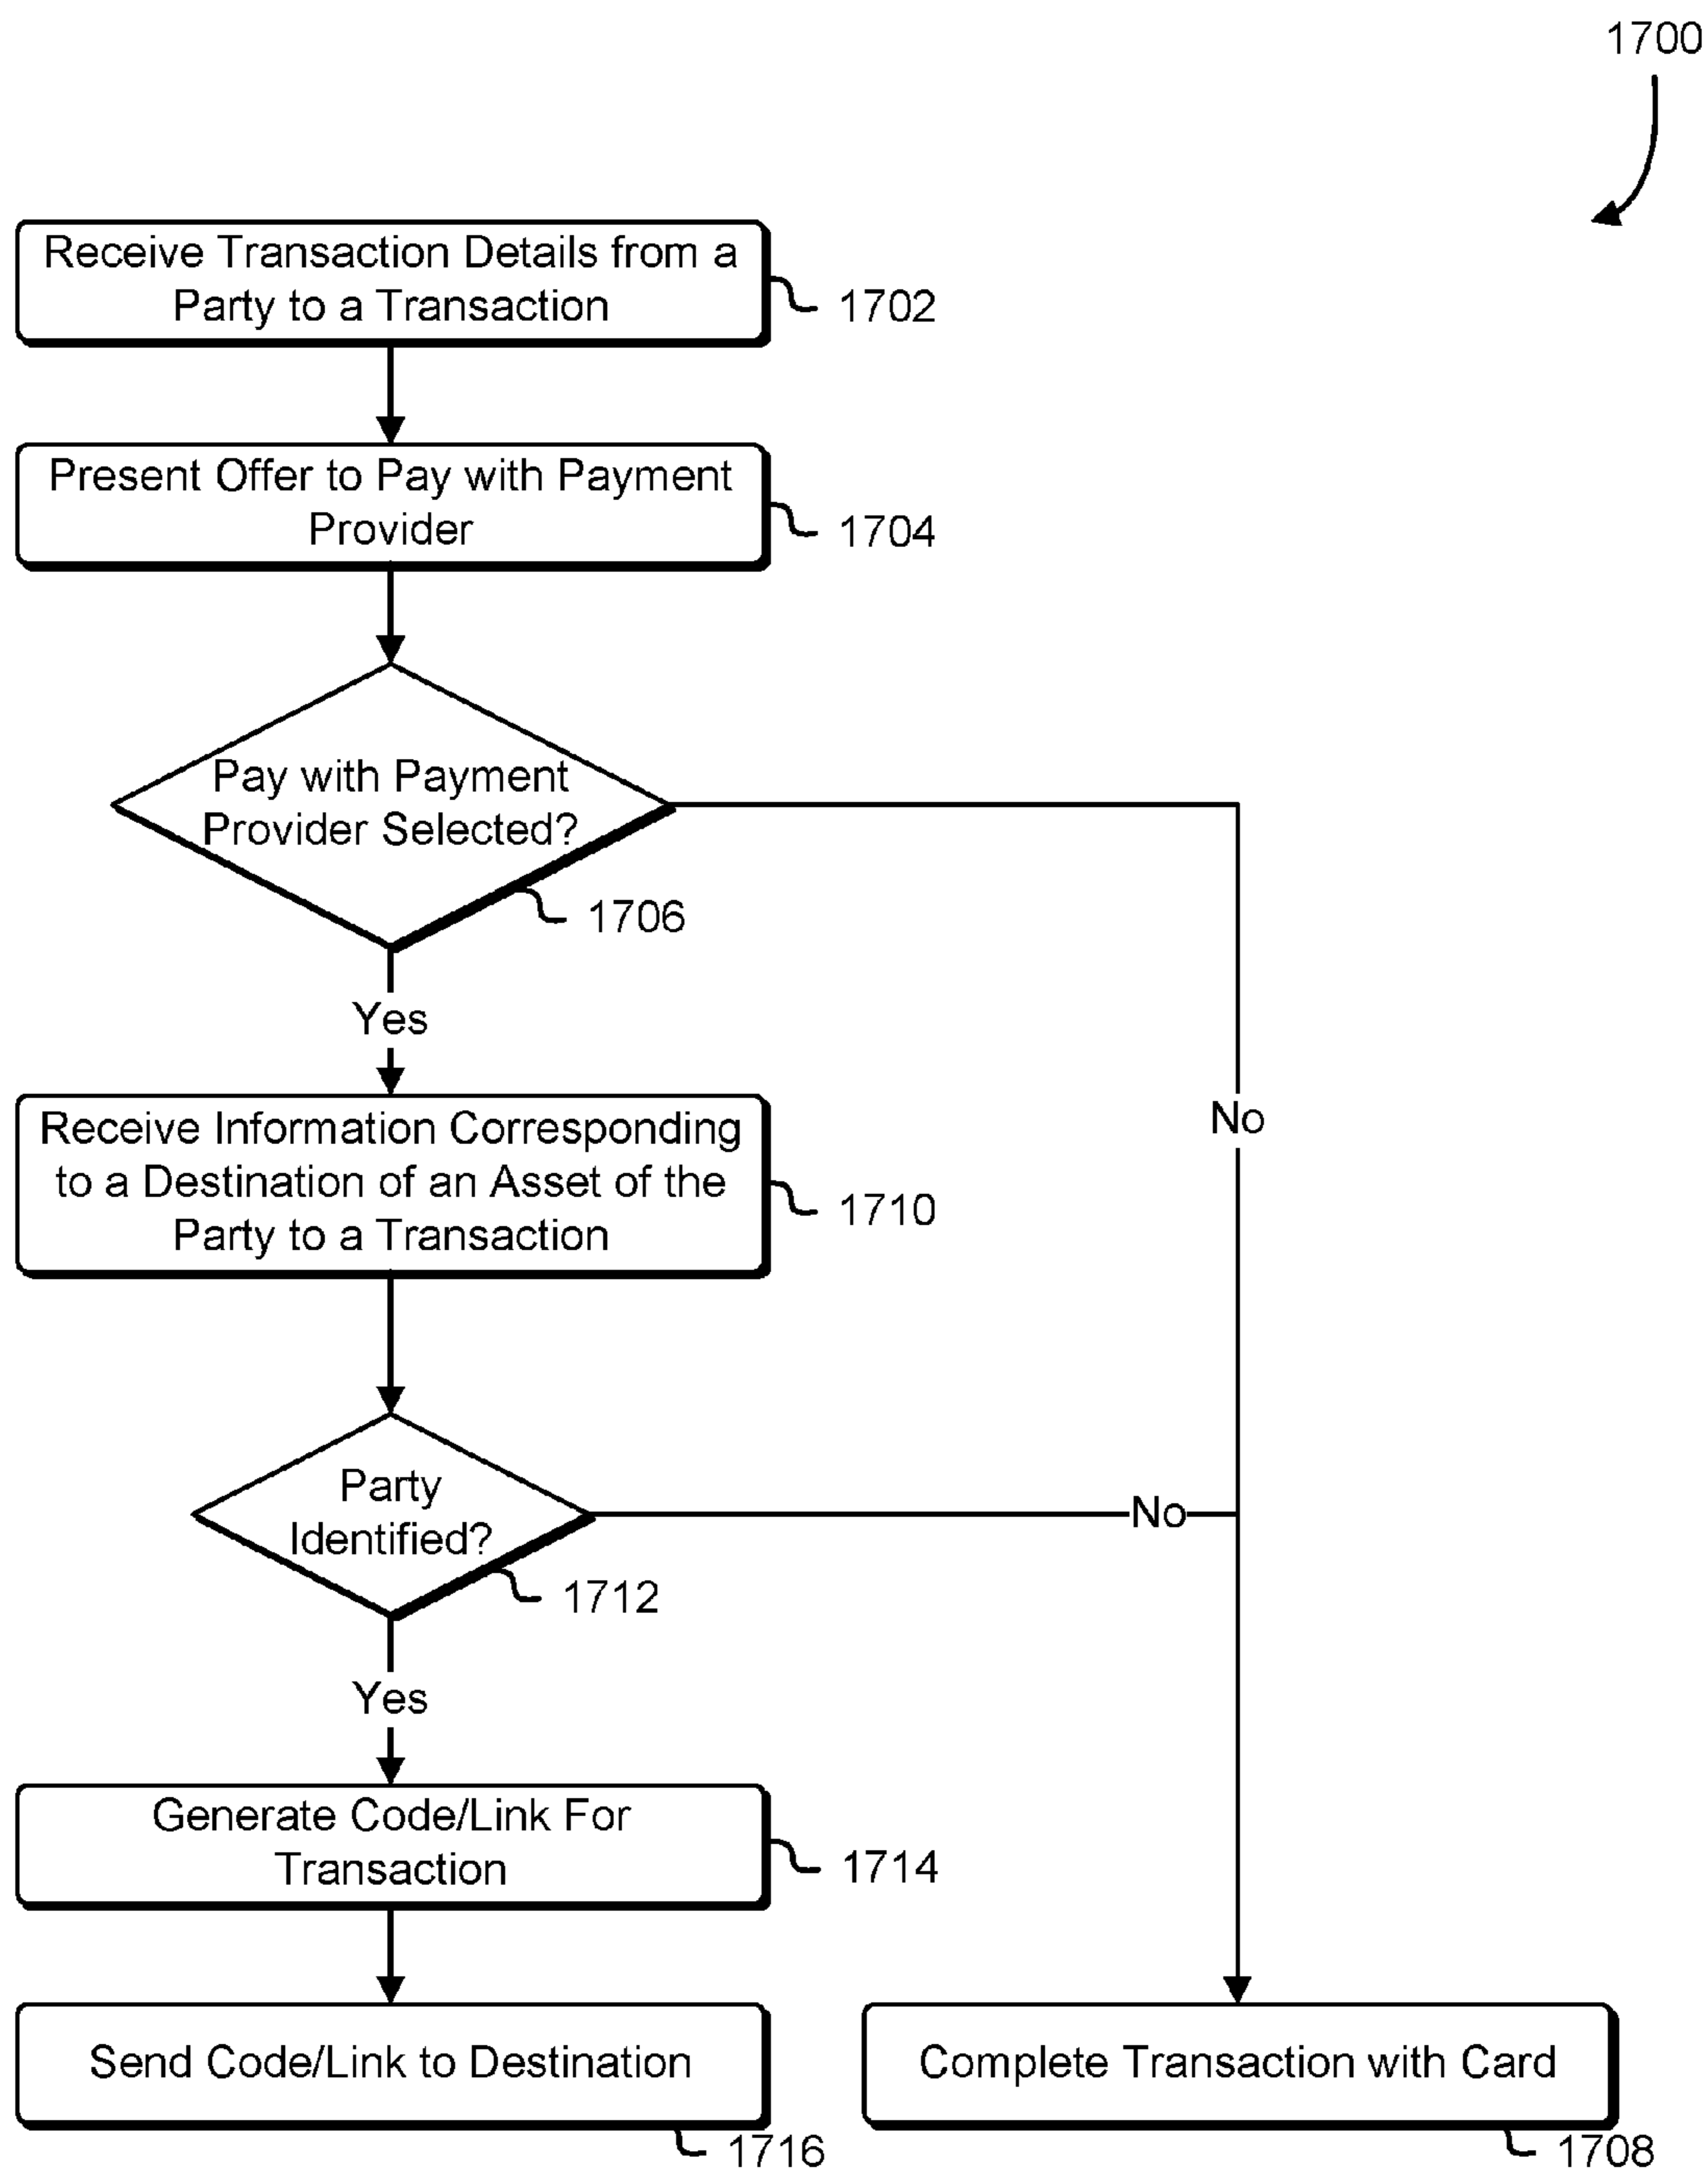 1700
Receive Transaction Details from a
Party to a Transaction
1702
Present Offer to Pay with Payment
Provider
1704
Pay with Payment
Provider Selected?
1706
Yes
No
Receive Information Corresponding
to a Destination of an Asset of the
Party to a Transaction
1710
Party
Identified?
No
1712
Yes
Generate Code/Link For
Transaction
1714
Send Code/Link to Destination
1716
Complete Transaction with Card
1708